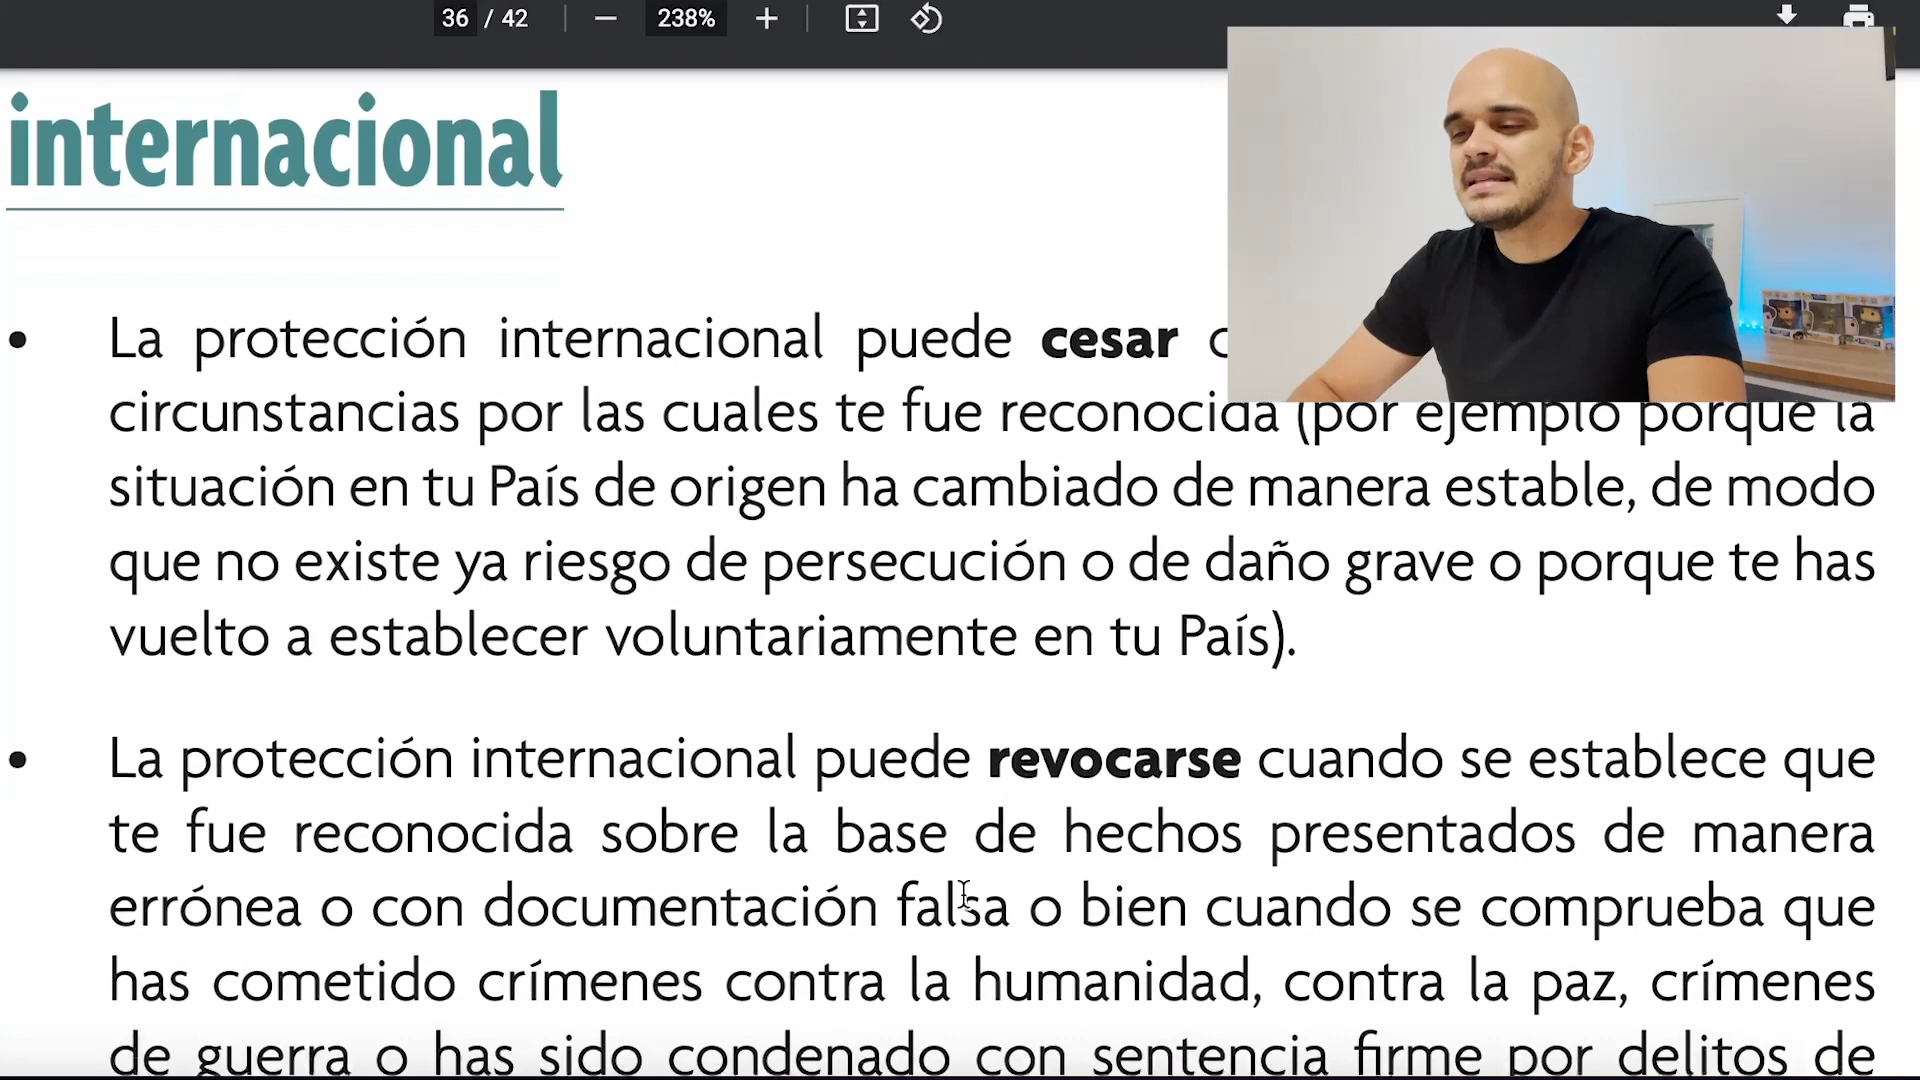 36 / 42
238%
internacional
• La protección internacional puede cesar
circunstancias por las cuales te fue reconocida (por ejemplo porque la
situación en tu País de origen ha cambiado de manera estable, de modo
que no existe ya riesgo de persecución o de daño grave o porque te has
vuelto a establecer voluntariamente en tu País).
• La protección internacional puede revocarse cuando se establece que
te fue reconocida sobre la base de hechos presentados de manera
errónea o con documentación falsa o bien cuando se comprueba que
has cometido crímenes contra la humanidad, contra la paz, crímenes
de guerra o has sido condenado con sentencia firme por delitos de